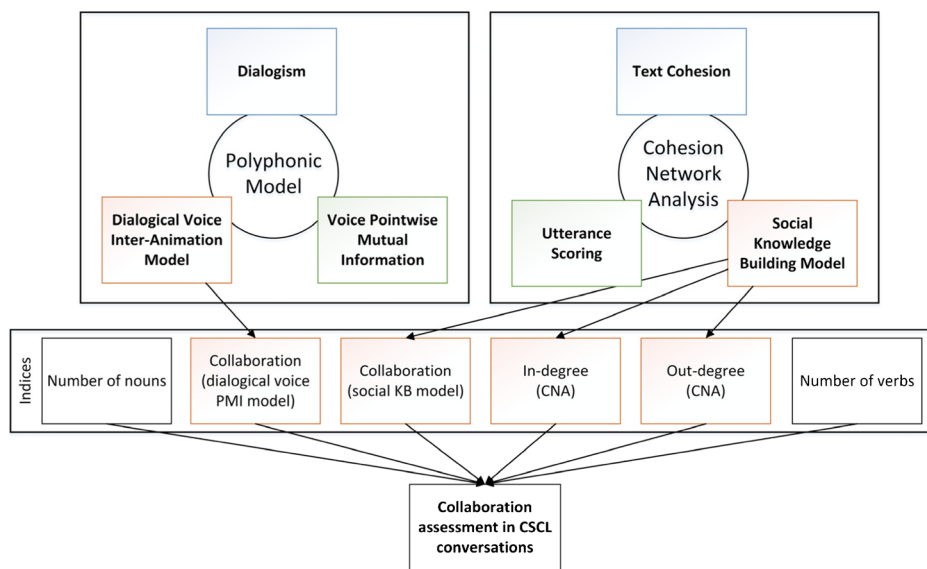 Dialogism
Polyphonic
Model
Dialogical Voice
Inter-Animation
Model
Voice Pointwise
Mutual
Information
Text Cohesion
Cohesion
Network
Analysis
Utterance
Scoring
Social
Knowledge
Building Model
Indices
Number of nouns
Collaboration
(dialogical voice
PMI model)
Collaboration
(social KB model)
In-degree
(CNA)
Out-degree
(CNA)
Number of verbs
Collaboration
assessment in CSCL
conversations